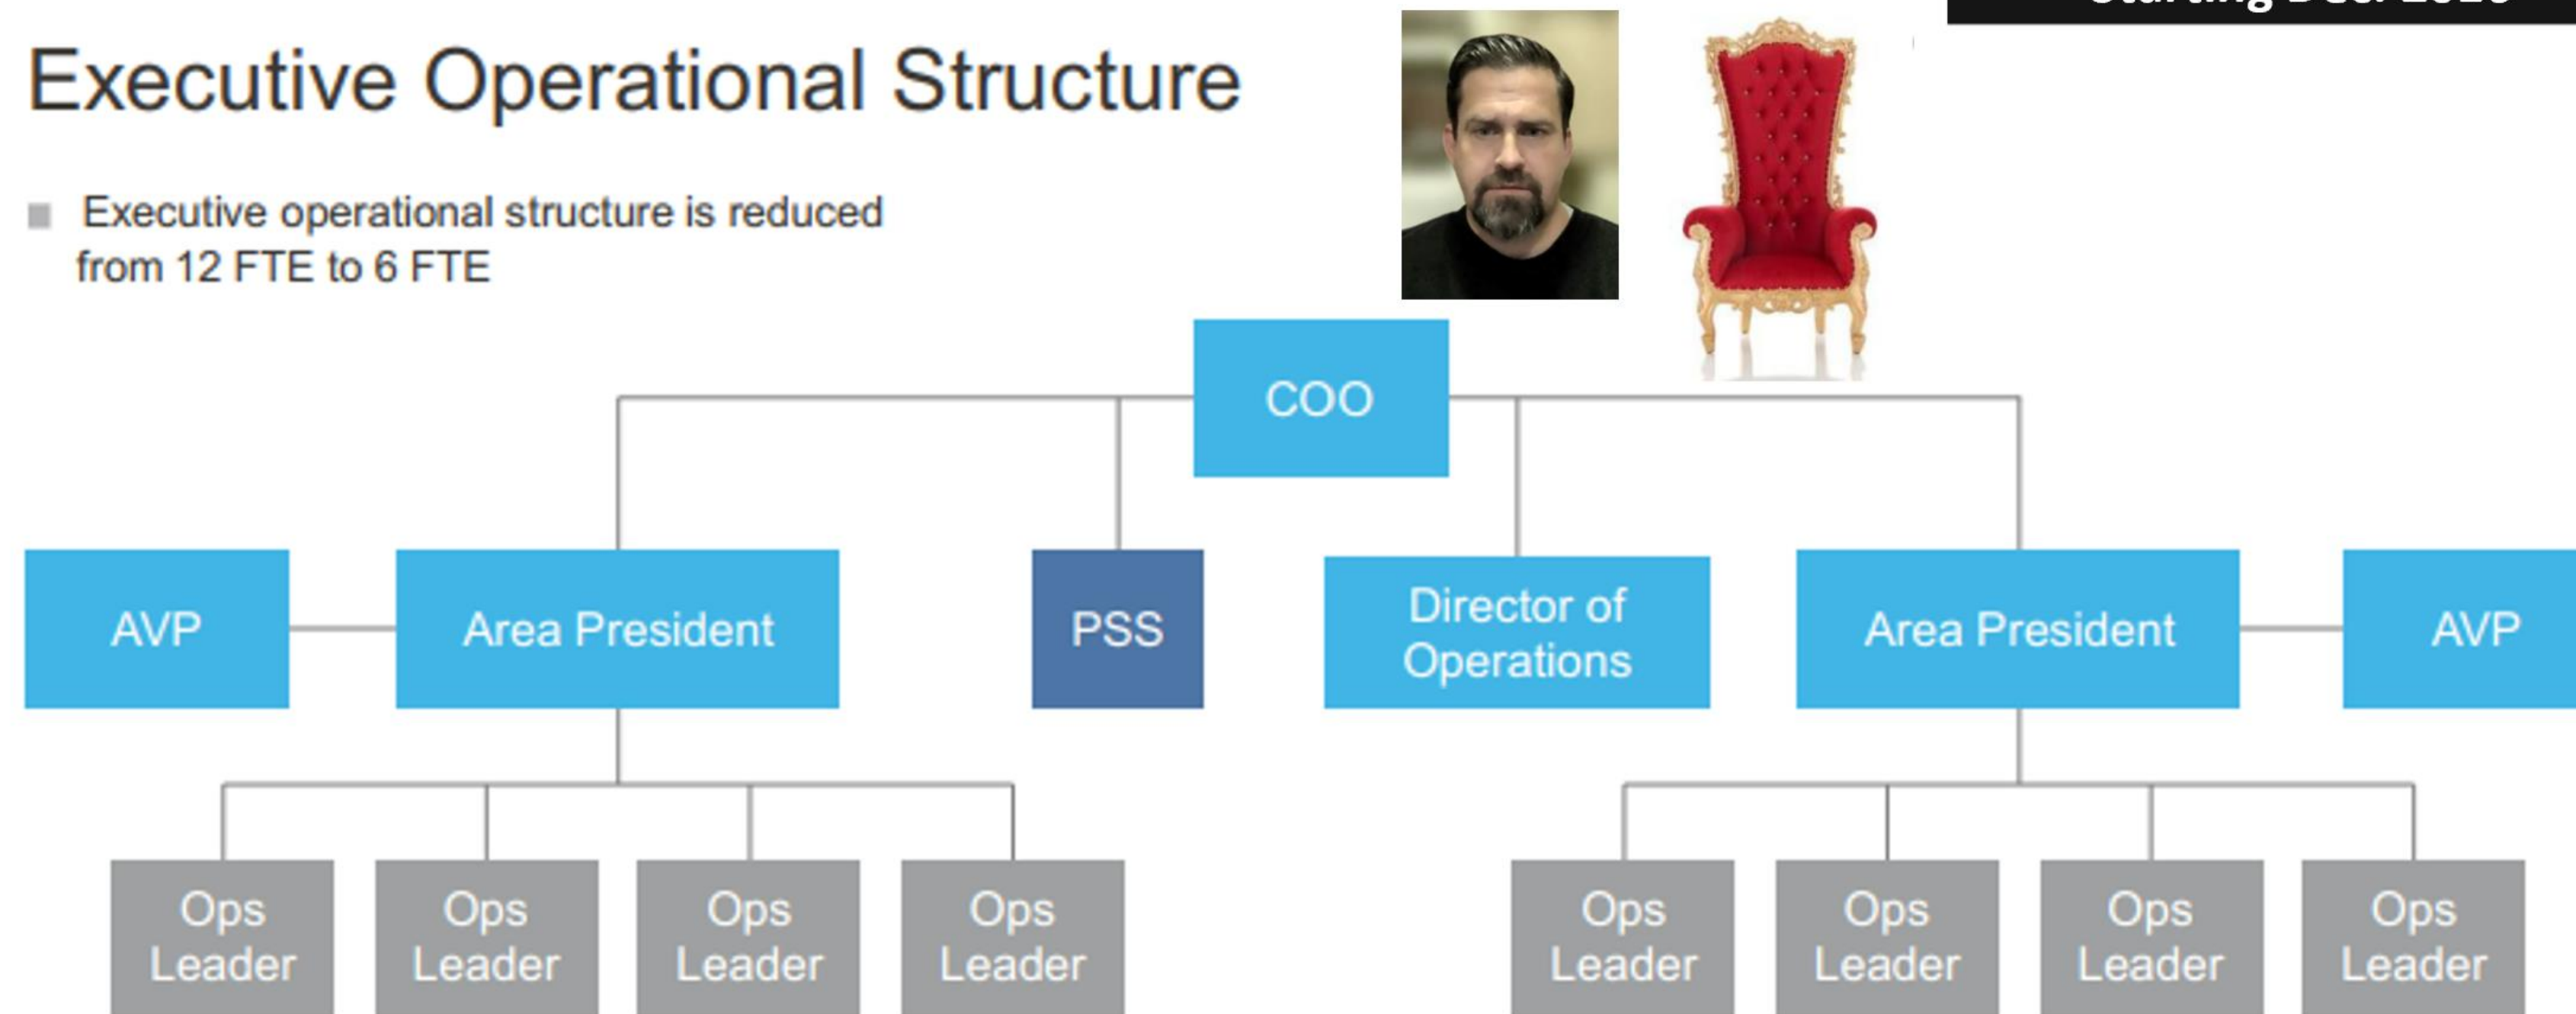 Executive Operational Structure
Executive operational structure is reduced
from 12 FTE to 6 FTE
COO
AVP
Area President
PSS
Director of
Operations
Area President
AVP
Ops
Leader
Ops
Leader
Ops
Leader
Ops
Leader
Ops
Leader
Ops
Leader
Ops
Leader
Ops
Leader